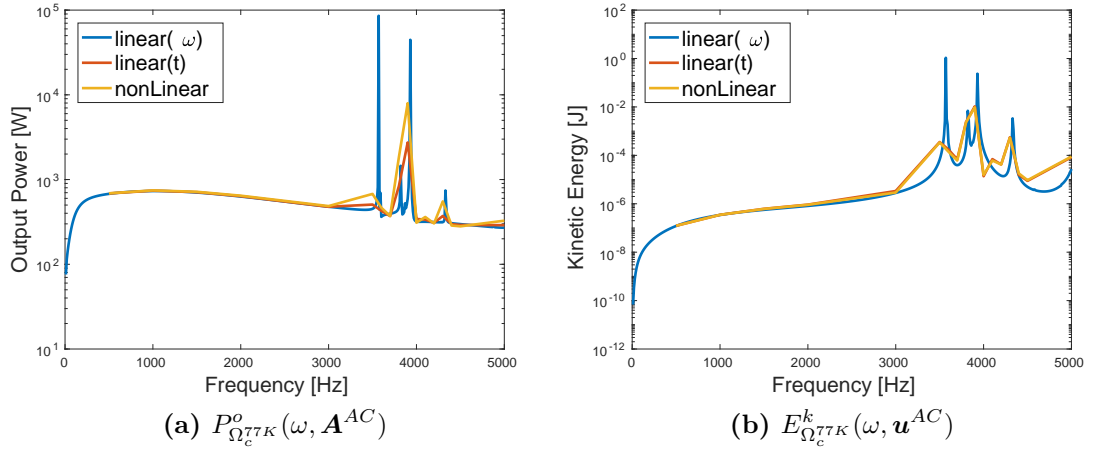 linear( ω)
linear(t)
nonLinear
Output Power [W]
10^5
10^4
10^3
10^2
10^1
0 1000 2000 3000 4000 5000
Frequency [Hz]
(a) P^o_{Ω_c^{77K}}(ω, A^{AC})
linear( ω)
linear(t)
nonLinear
Kinetic Energy [J]
10^2
10^0
10^-2
10^-4
10^-6
10^-8
10^-10
10^-12
0 1000 2000 3000 4000 5000
Frequency [Hz]
(b) E^k_{Ω_c^{77K}}(ω, u^{AC})